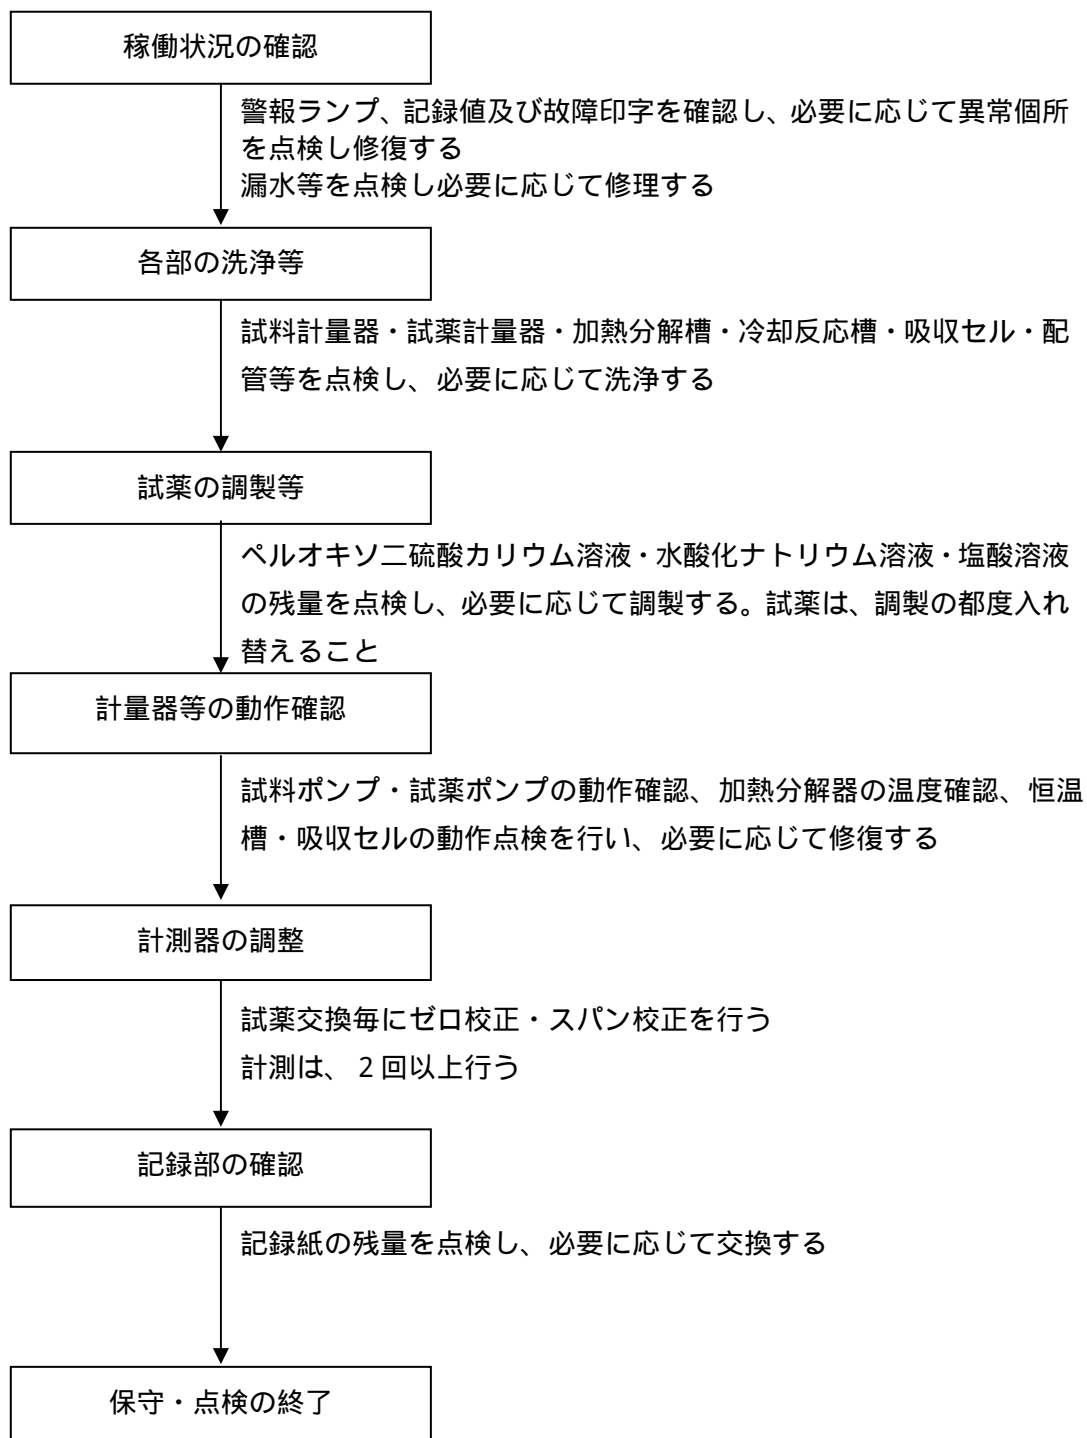 稼働状況の確認
警報ランプ、記録値及び故障印字を確認し、必要に応じて異常個所
を点検し修復する
漏水等を点検し必要に応じて修理する
各部の洗浄等
試料計量器・試薬計量器・加熱分解槽・冷却反応槽・吸収セル・配
管等を点検し、必要に応じて洗浄する
試薬の調製等
ペルオキソ二硫酸カリウム溶液・水酸化ナトリウム溶液・塩酸溶液
の残量を点検し、必要に応じて調製する。試薬は、調製の都度入れ
替えること
計量器等の動作確認
試料ポンプ・試薬ポンプの動作確認、加熱分解器の温度確認、恒温
槽・吸収セルの動作点検を行い、必要に応じて修復する
計測器の調整
試薬交換毎にゼロ校正・スパン校正を行う
計測は、2回以上行う
記録部の確認
記録紙の残量を点検し、必要に応じて交換する
保守・点検の終了